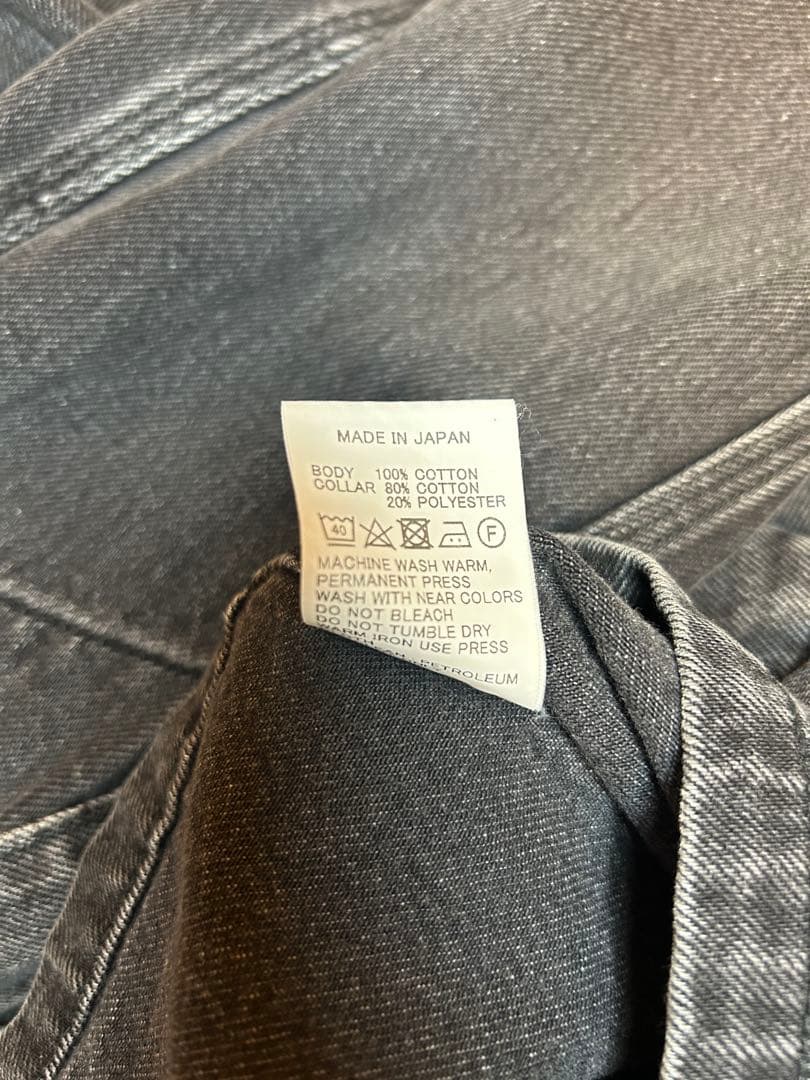 MADE IN JAPAN
BODY 100% COTTON
COLLAR 80% COTTON
20% POLYESTER
40 F
MACHINE WASH WARM,
PERMANENT PRESS
WASH WITH NEAR COLORS
DO NOT BLEACH
DO NOT TUMBLE DRY
WARM IRON USE PRESS
PETROLEUM